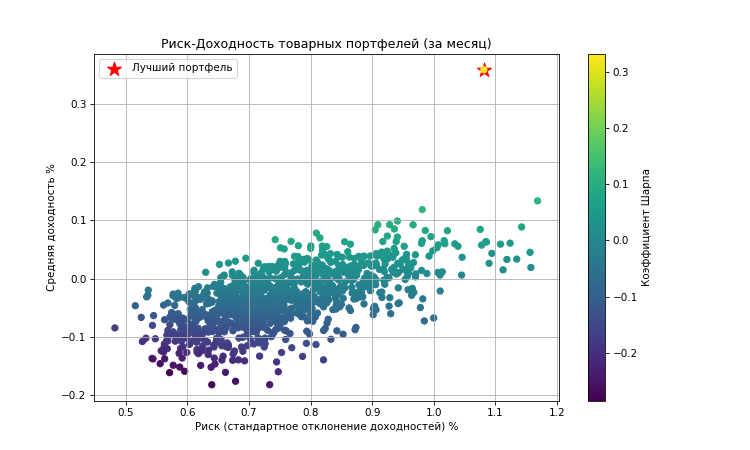 Риск-Доходность товарных портфелей (за месяц)
Лучший портфель
Средняя доходность %
0.3
0.2
0.1
0.0
−0.1
−0.2
0.5 0.6 0.7 0.8 0.9 1.0 1.1 1.2
Риск (стандартное отклонение доходностей) %
0.3
0.2
0.1
0.0
−0.1
−0.2
Коэффициент Шарпа